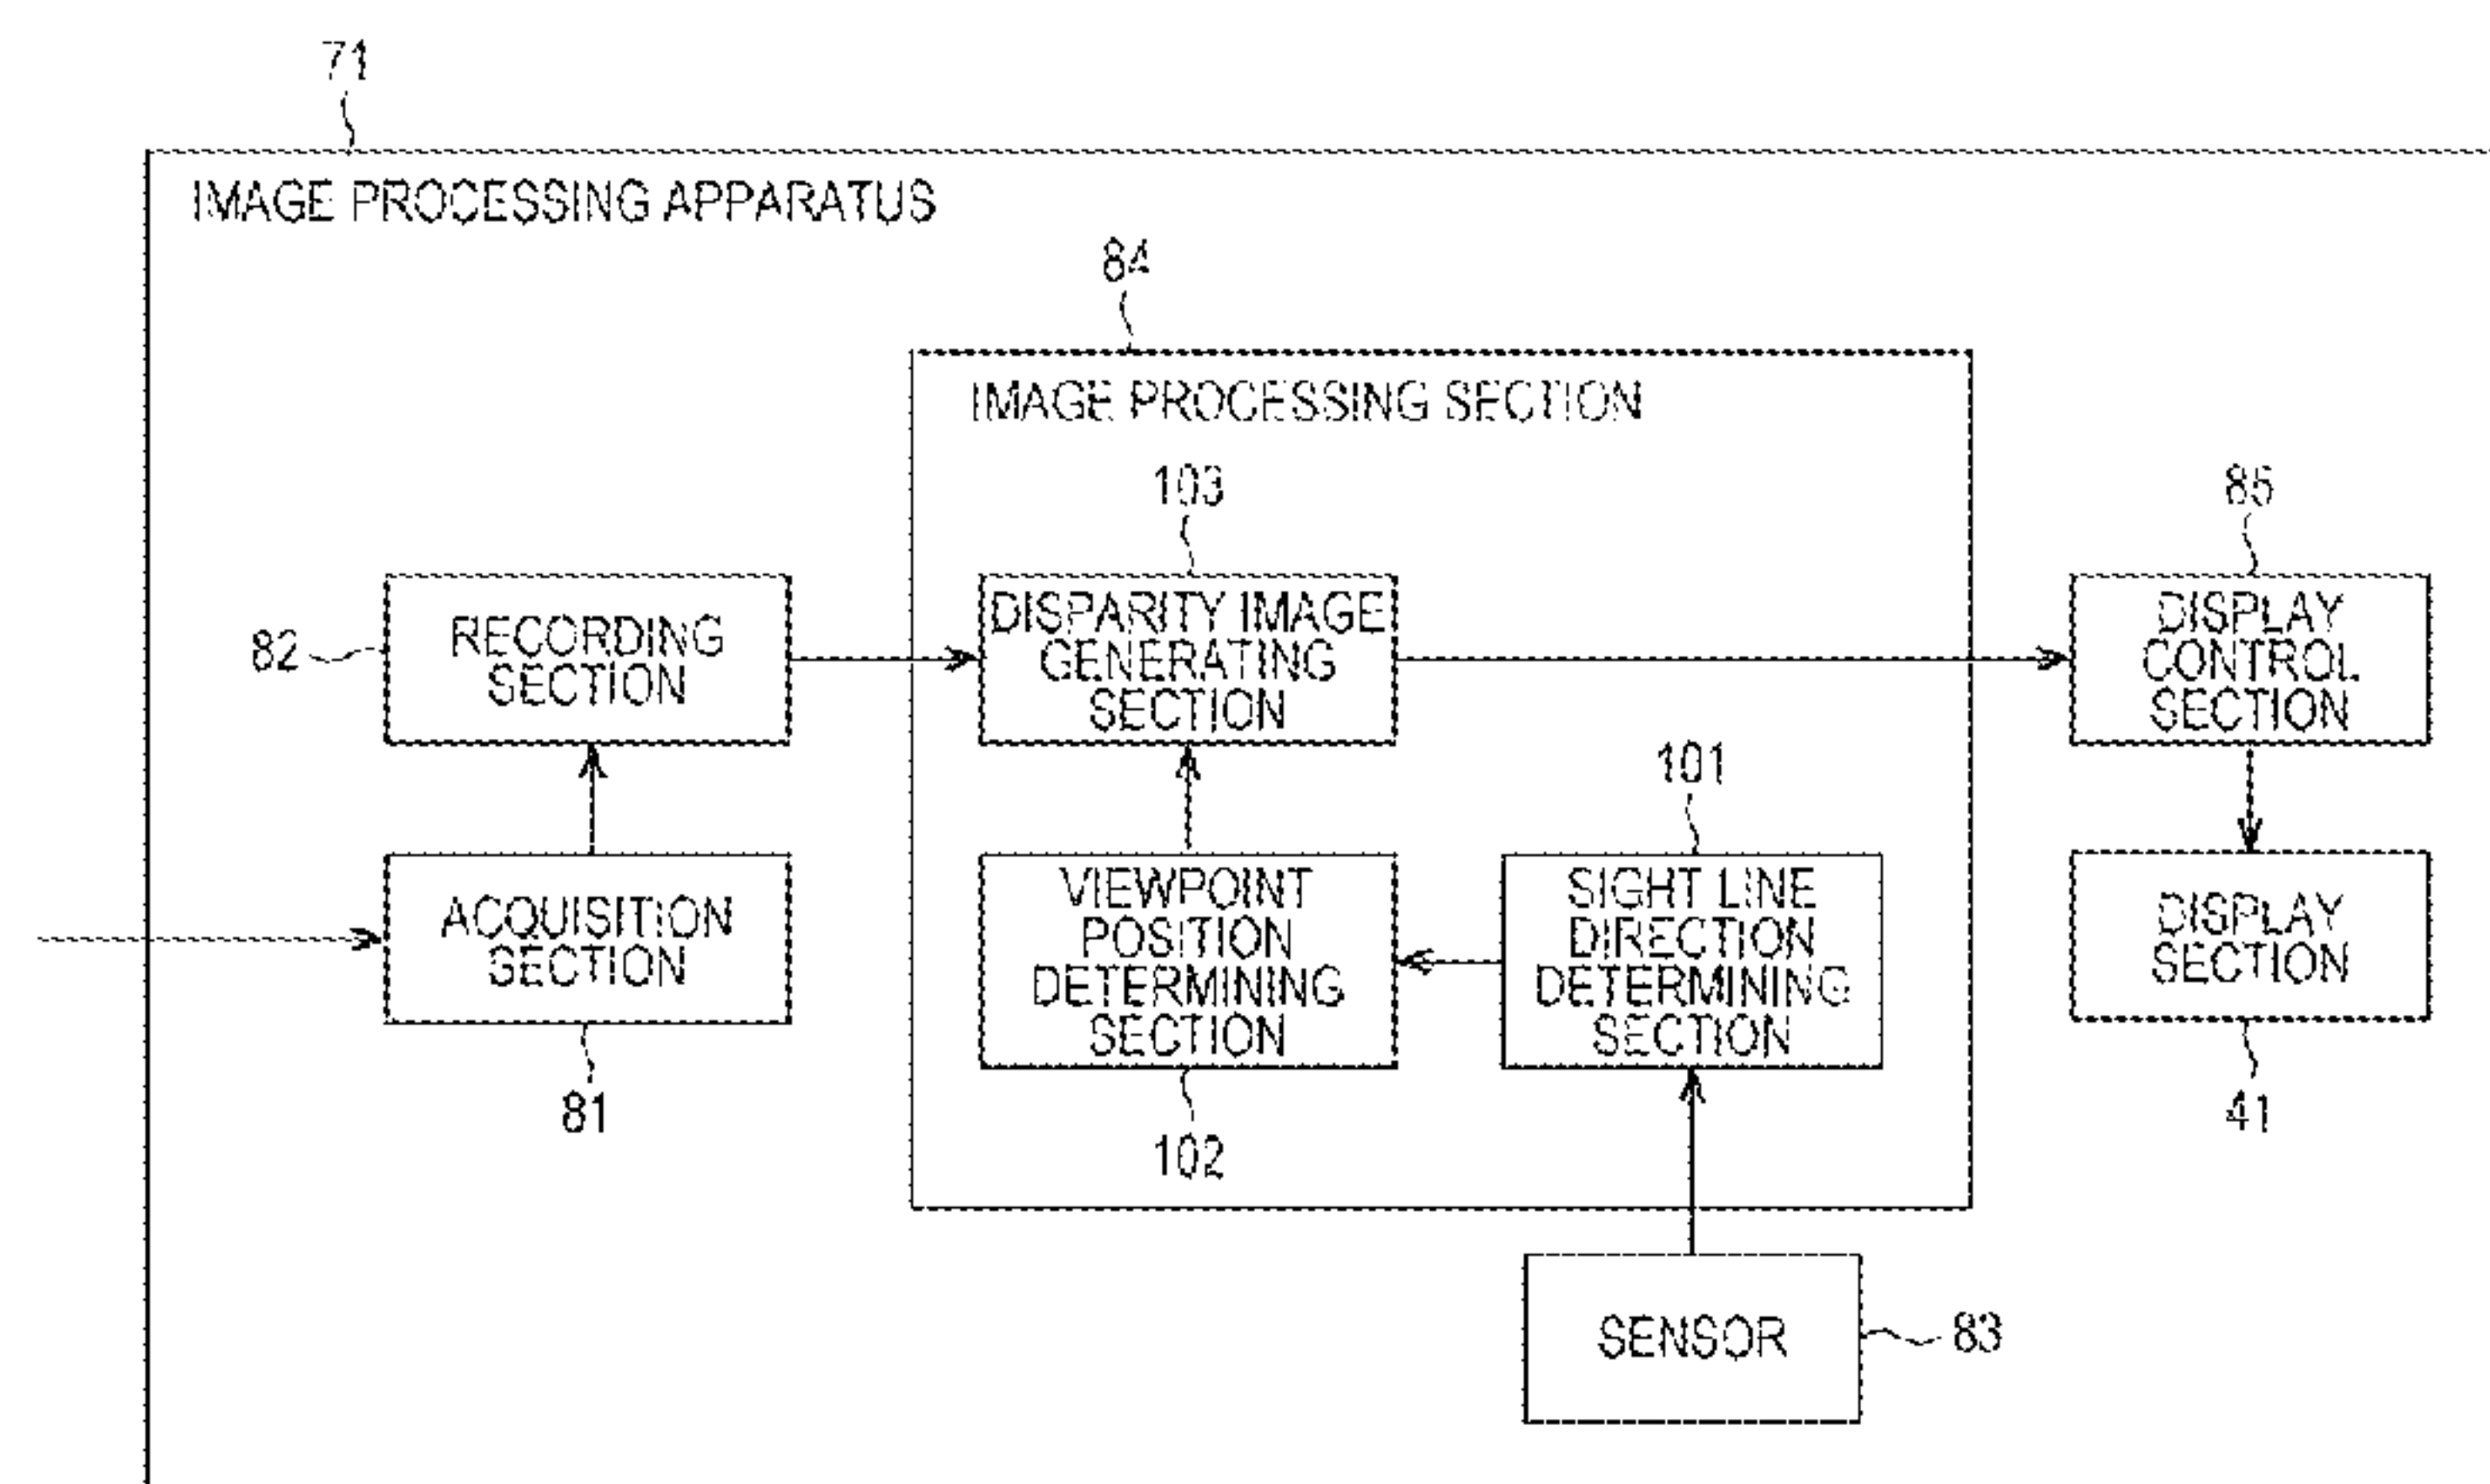 71
IMAGE PROCESSING APPARATUS
84
IMAGE PROCESSING SECTION
103
85
DISPARITY IMAGE
GENERATING
SECTION
82
RECORDING
SECTION
DISPLAY
CONTROL
SECTION
101
ACQUISITION
SECTION
81
VIEWPOINT
POSITION
DETERMINING
SECTION
102
SIGHT LINE
DIRECTION
DETERMINING
SECTION
DISPLAY
SECTION
41
SENSOR
83